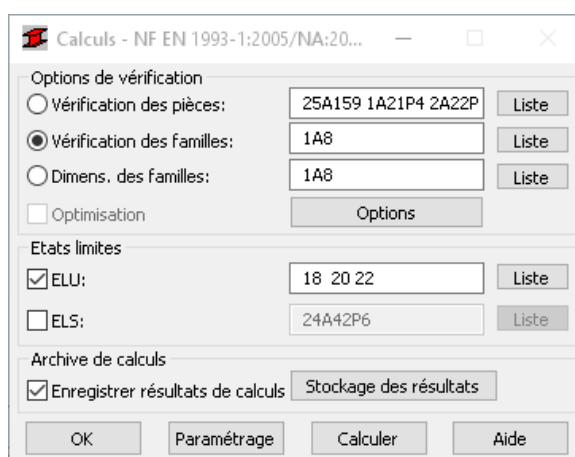 Calculs - NF EN 1993-1:2005/NA:20...
Options de vérification
Vérification des pièces: 25A159 1A21P4 2A22P Liste
Vérification des familles: 1A8 Liste
Dimens. des familles: 1A8 Liste
Optimisation Options
Etats limites
ELU: 18 20 22 Liste
ELS: 24A42P6 Liste
Archive de calculs
Enregistrer résultats de calculs Stockage des résultats
OK Paramétrage Calculer Aide